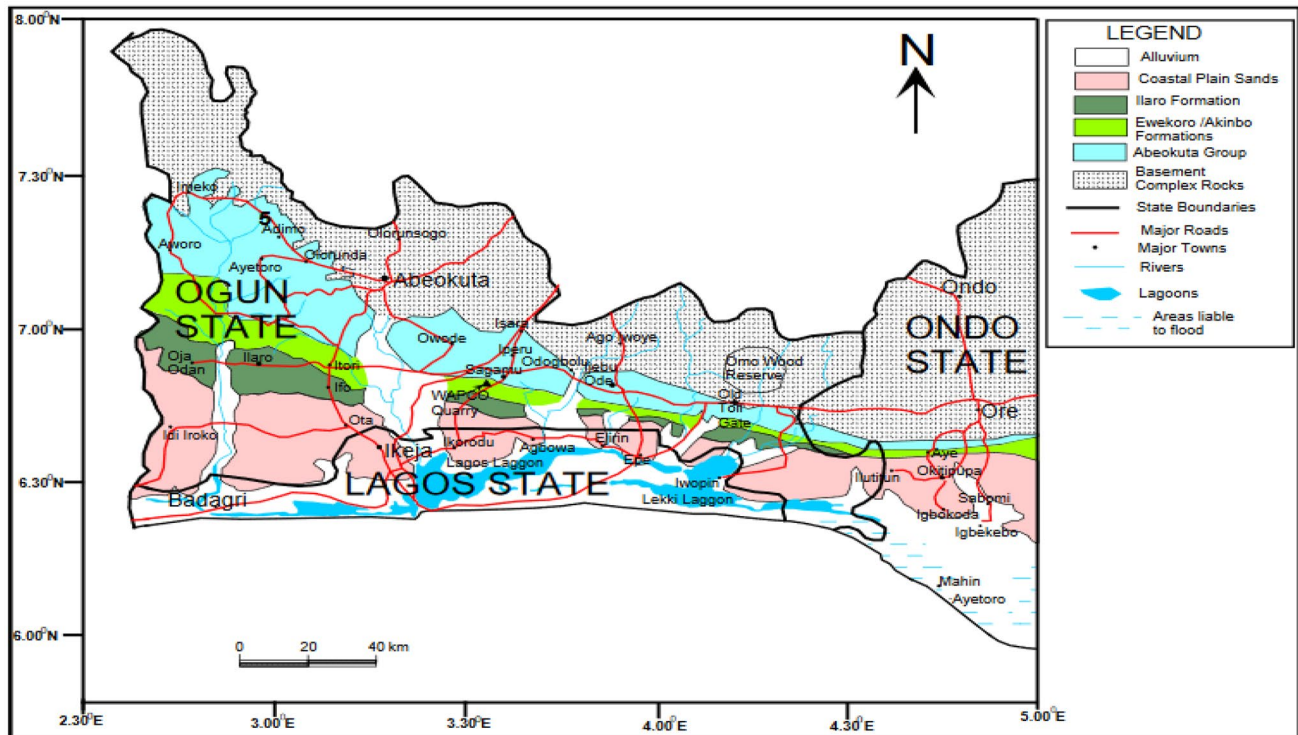 8.00°N
7.30°N
7.00°N
6.30°N
6.00°N
2.30°E
3.00°E
3.30°E
4.00°E
4.30°E
5.00°E
N
LEGEND
Alluvium
Coastal Plain Sands
Ilaro Formation
Ewekoro /Akinbo
Formations
Abeokuta Group
Basement
Complex Rocks
State Boundaries
Major Roads
Major Towns
Rivers
Lagoons
Areas liable
to flood
Imeko
5
Adimo
Olorunsogo
Aworo
Olorunda
Ayetoro
Abeokuta
OGUN
STATE
Ondo
ONDO
STATE
Isara
Owode
Iperu
Ago Iwoye
Oja
Odan
Ilaro
Itori
Odogbolu
Sagamu
Ijebu
Ode
Omo Wood
Reserve
Ifo
WAPCO
Quarry
Old
Toll
Gate
Ore
Idi Iroko
Ota
Ikeja
Ikorodu
Agbowa
Ejirin
Epe
Aye
Lagos Laggon
LAGOS STATE
Iwopin
Lekki Laggon
Ilutitun
Okitipupa
Badagri
Sabomi
Igbokoda
Igbekebo
Mahin
Ayetoro
0
20
40 km